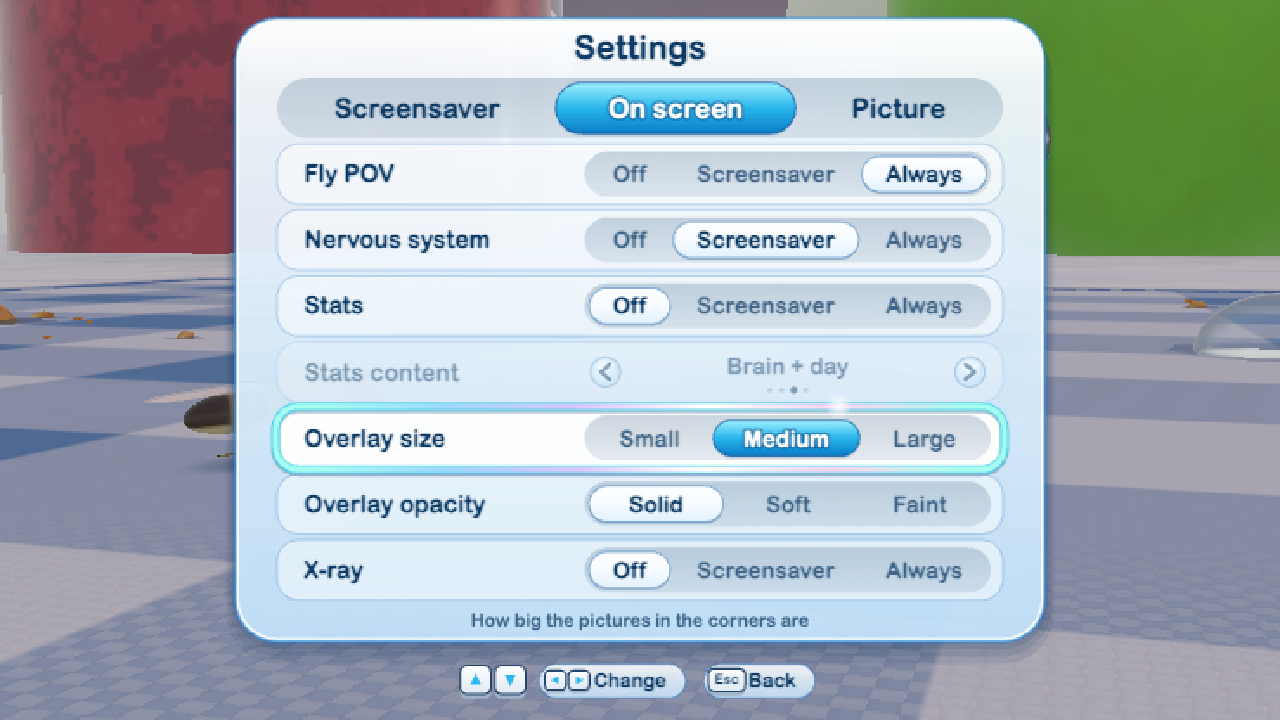 Settings
Screensaver On screen Picture
Fly POV Off Screensaver Always
Nervous system Off Screensaver Always
Stats Off Screensaver Always
Stats content Brain + day
Overlay size Small Medium Large
Overlay opacity Solid Soft Faint
X-ray Off Screensaver Always
How big the pictures in the corners are
Change Esc Back